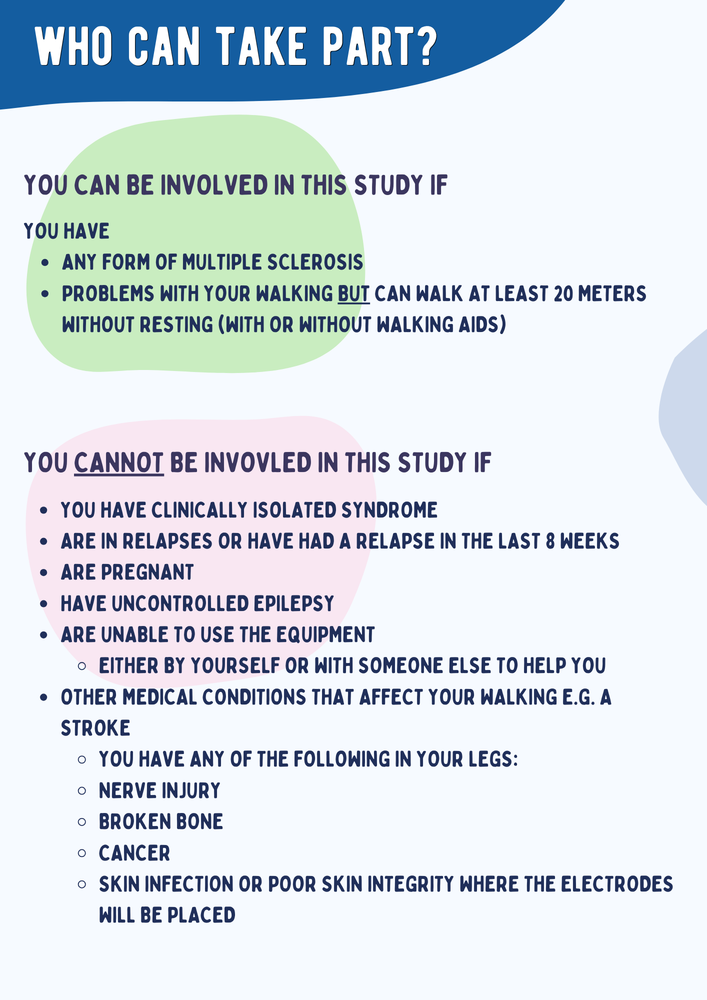 WHO CAN TAKE PART?
YOU CAN BE INVOLVED IN THIS STUDY IF
YOU HAVE
• ANY FORM OF MULTIPLE SCLEROSIS
• PROBLEMS WITH YOUR WALKING BUT CAN WALK AT LEAST 20 METERS
WITHOUT RESTING (WITH OR WITHOUT WALKING AIDS)
YOU CANNOT BE INVOVLED IN THIS STUDY IF
• YOU HAVE CLINICALLY ISOLATED SYNDROME
• ARE IN RELAPSES OR HAVE HAD A RELAPSE IN THE LAST 8 WEEKS
• ARE PREGNANT
• HAVE UNCONTROLLED EPILEPSY
• ARE UNABLE TO USE THE EQUIPMENT
◦ EITHER BY YOURSELF OR WITH SOMEONE ELSE TO HELP YOU
• OTHER MEDICAL CONDITIONS THAT AFFECT YOUR WALKING E.G. A
STROKE
◦ YOU HAVE ANY OF THE FOLLOWING IN YOUR LEGS:
◦ NERVE INJURY
◦ BROKEN BONE
◦ CANCER
◦ SKIN INFECTION OR POOR SKIN INTEGRITY WHERE THE ELECTRODES
WILL BE PLACED